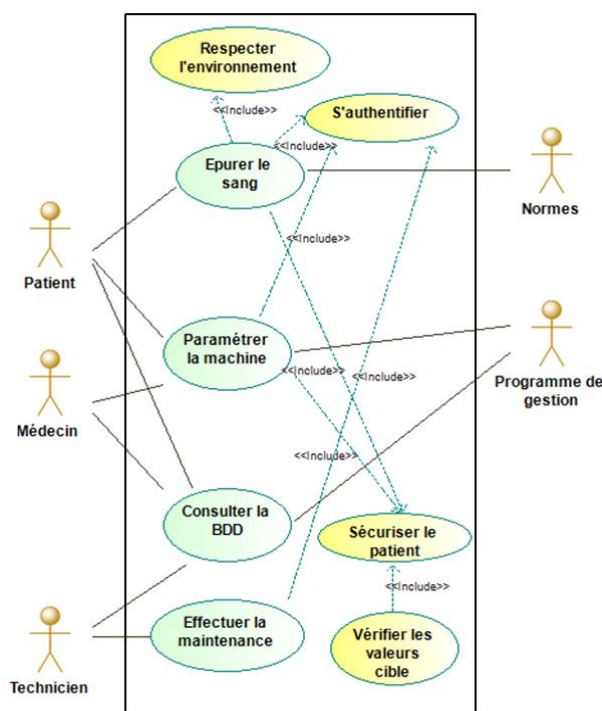 Respecter
l'environnement
<<Include>>
S'authentifier
<<Include>>
Epurer le
sang
Normes
Patient
<<Include>>
Paramétrer
la machine
<<Include>>
<<Include>>
Programme de
gestion
Médecin
<<Include>>
Consulter la
BDD
Sécuriser le
patient
<<Include>>
Effectuer la
maintenance
Vérifier les
valeurs
cible
Technicien